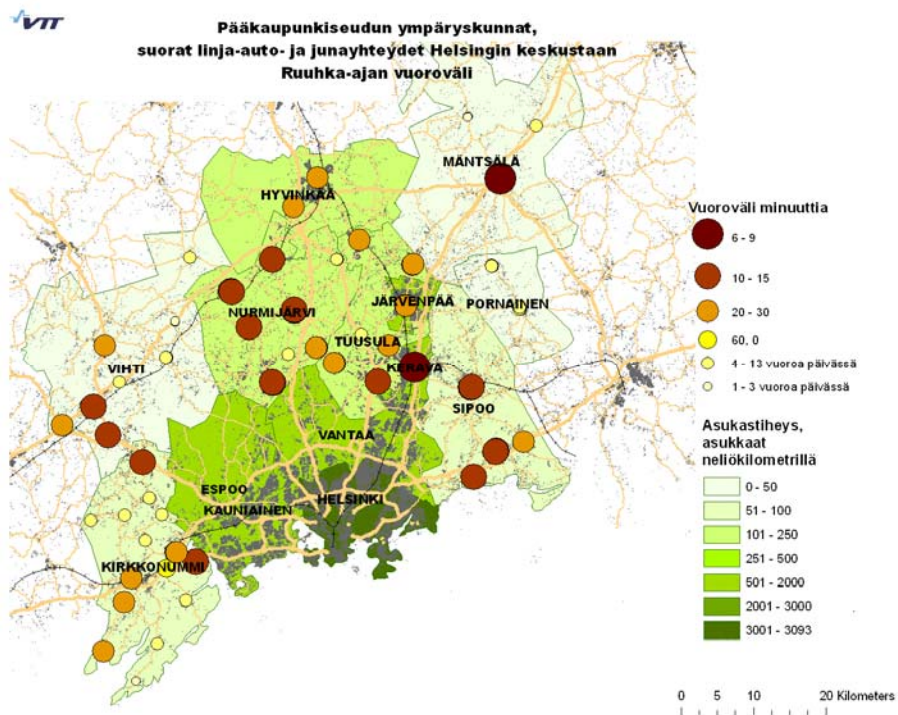 VTT
Pääkaupunkiseudun ympäryskunnat,
suorat linja-auto- ja junayhteydet Helsingin keskustaan
Ruuhka-ajan vuoroväli
MÄNTSÄLÄ
HYVINKÄÄ
JÄRVENPÄÄ
PORNAINEN
NURMIJÄRVI
TUUSULA
VIHTI
KERAVA
SIPOO
VANTAA
ESPOO
HELSINKI
KAUNIAINEN
KIRKKONUMMI
Vuoroväli minuuttia
6 - 9
10 - 15
20 - 30
60, 0
4 - 13 vuoroa päivässä
1 - 3 vuoroa päivässä
Asukastiheys,
asukkaat
neliökilometrillä
0 - 50
51 - 100
101 - 250
251 - 500
501 - 2000
2001 - 3000
3001 - 3093
0 5 10 20 Kilometers